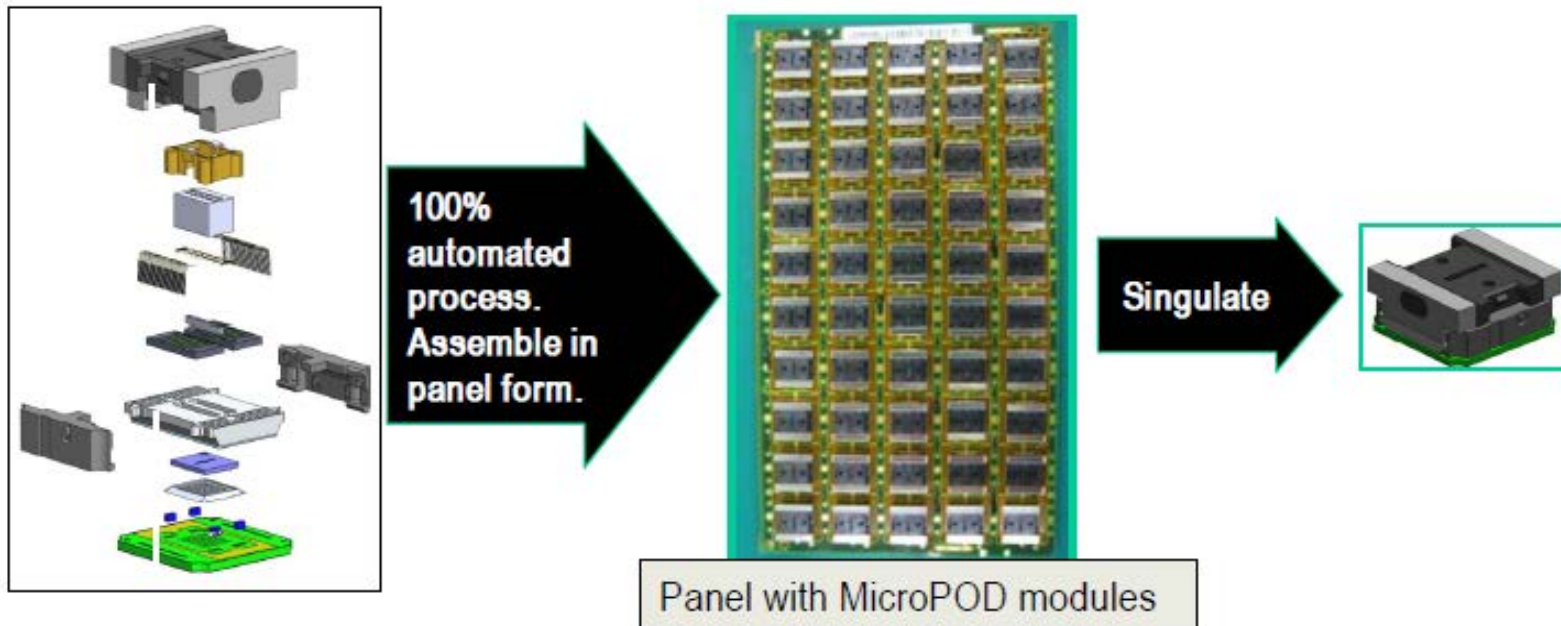 100%
automated
process.
Assemble in
panel form.
Singulate
Panel with MicroPOD modules